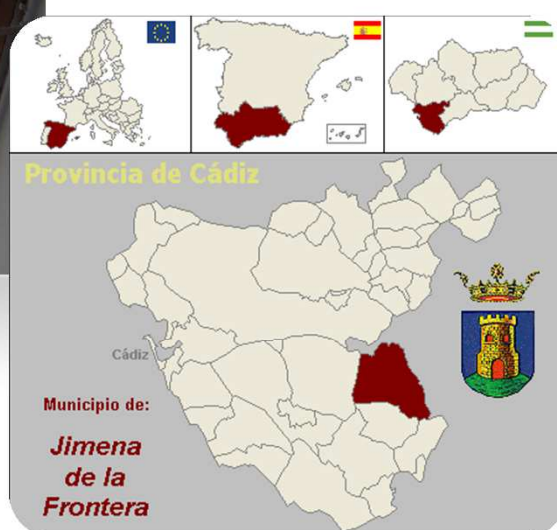 Provincia de Cádiz
Cádiz
Municipio de:
Jimena
de la
Frontera